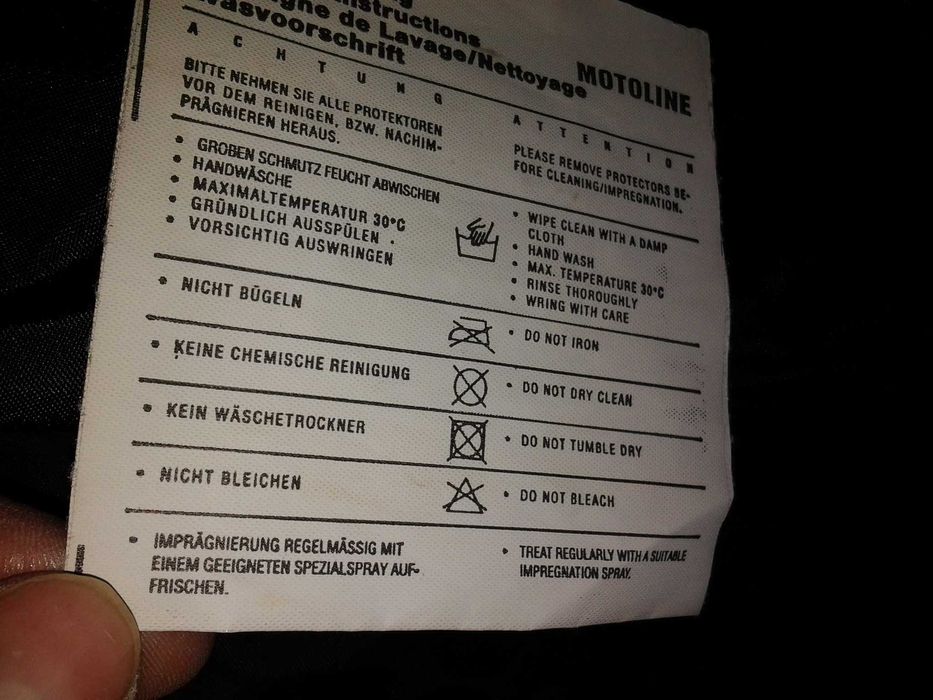 Instructions
de Lavage/Nettoyage
Wasvoorschrift
MOTOLINE
ACHTUNG
BITTE NEHMEN SIE ALLE PROTEKTOREN
VOR DEM REINIGEN, BZW. NACHIM-
PRÄGNIEREN HERAUS.
ATTENTION
PLEASE REMOVE PROTECTORS BE-
FORE CLEANING/IMPREGNATION.
• GROBEN SCHMUTZ FEUCHT ABWISCHEN
• HANDWÄSCHE
• MAXIMALTEMPERATUR 30°C
• GRÜNDLICH AUSSPÜLEN .
• VORSICHTIG AUSWRINGEN
• WIPE CLEAN WITH A DAMP
CLOTH
• HAND WASH
• MAX. TEMPERATURE 30°C
• RINSE THOROUGHLY
• WRING WITH CARE
• NICHT BÜGELN
• DO NOT IRON
• KEINE CHEMISCHE REINIGUNG
• DO NOT DRY CLEAN
• KEIN WÄSCHETROCKNER
• DO NOT TUMBLE DRY
• NICHT BLEICHEN
• DO NOT BLEACH
• IMPRÄGNIERUNG REGELMÄSSIG MIT
EINEM GEEIGNETEN SPEZIALSPRAY AUF-
FRISCHEN.
• TREAT REGULARLY WITH A SUITABLE
IMPREGNATION SPRAY.